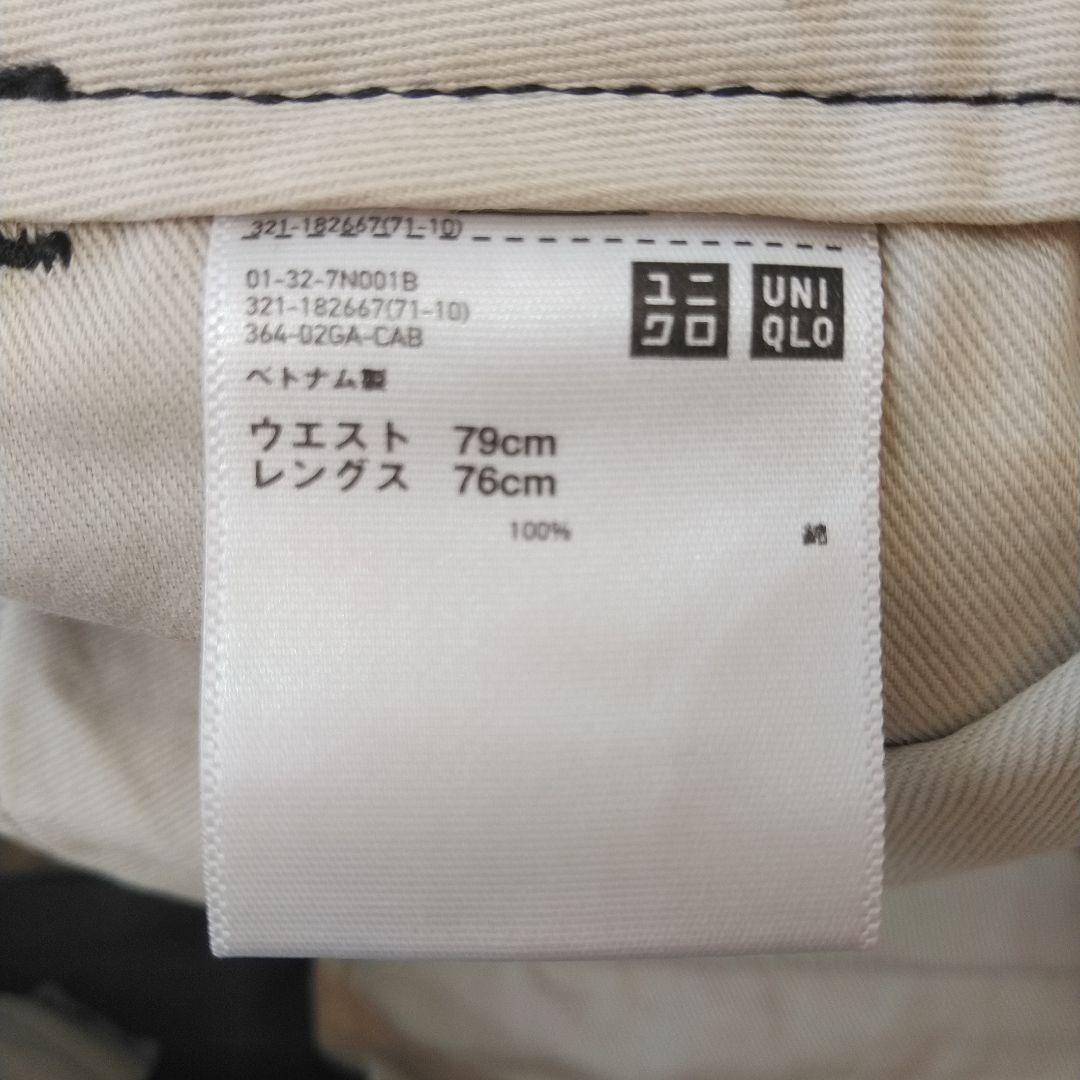 321-182667(71-10)
01-32-7N001B
321-182667(71-10)
364-02GA-CAB
ユニ
クロ
UNI
QLO
ベトナム製
ウエスト 79cm
レングス 76cm
100% 綿